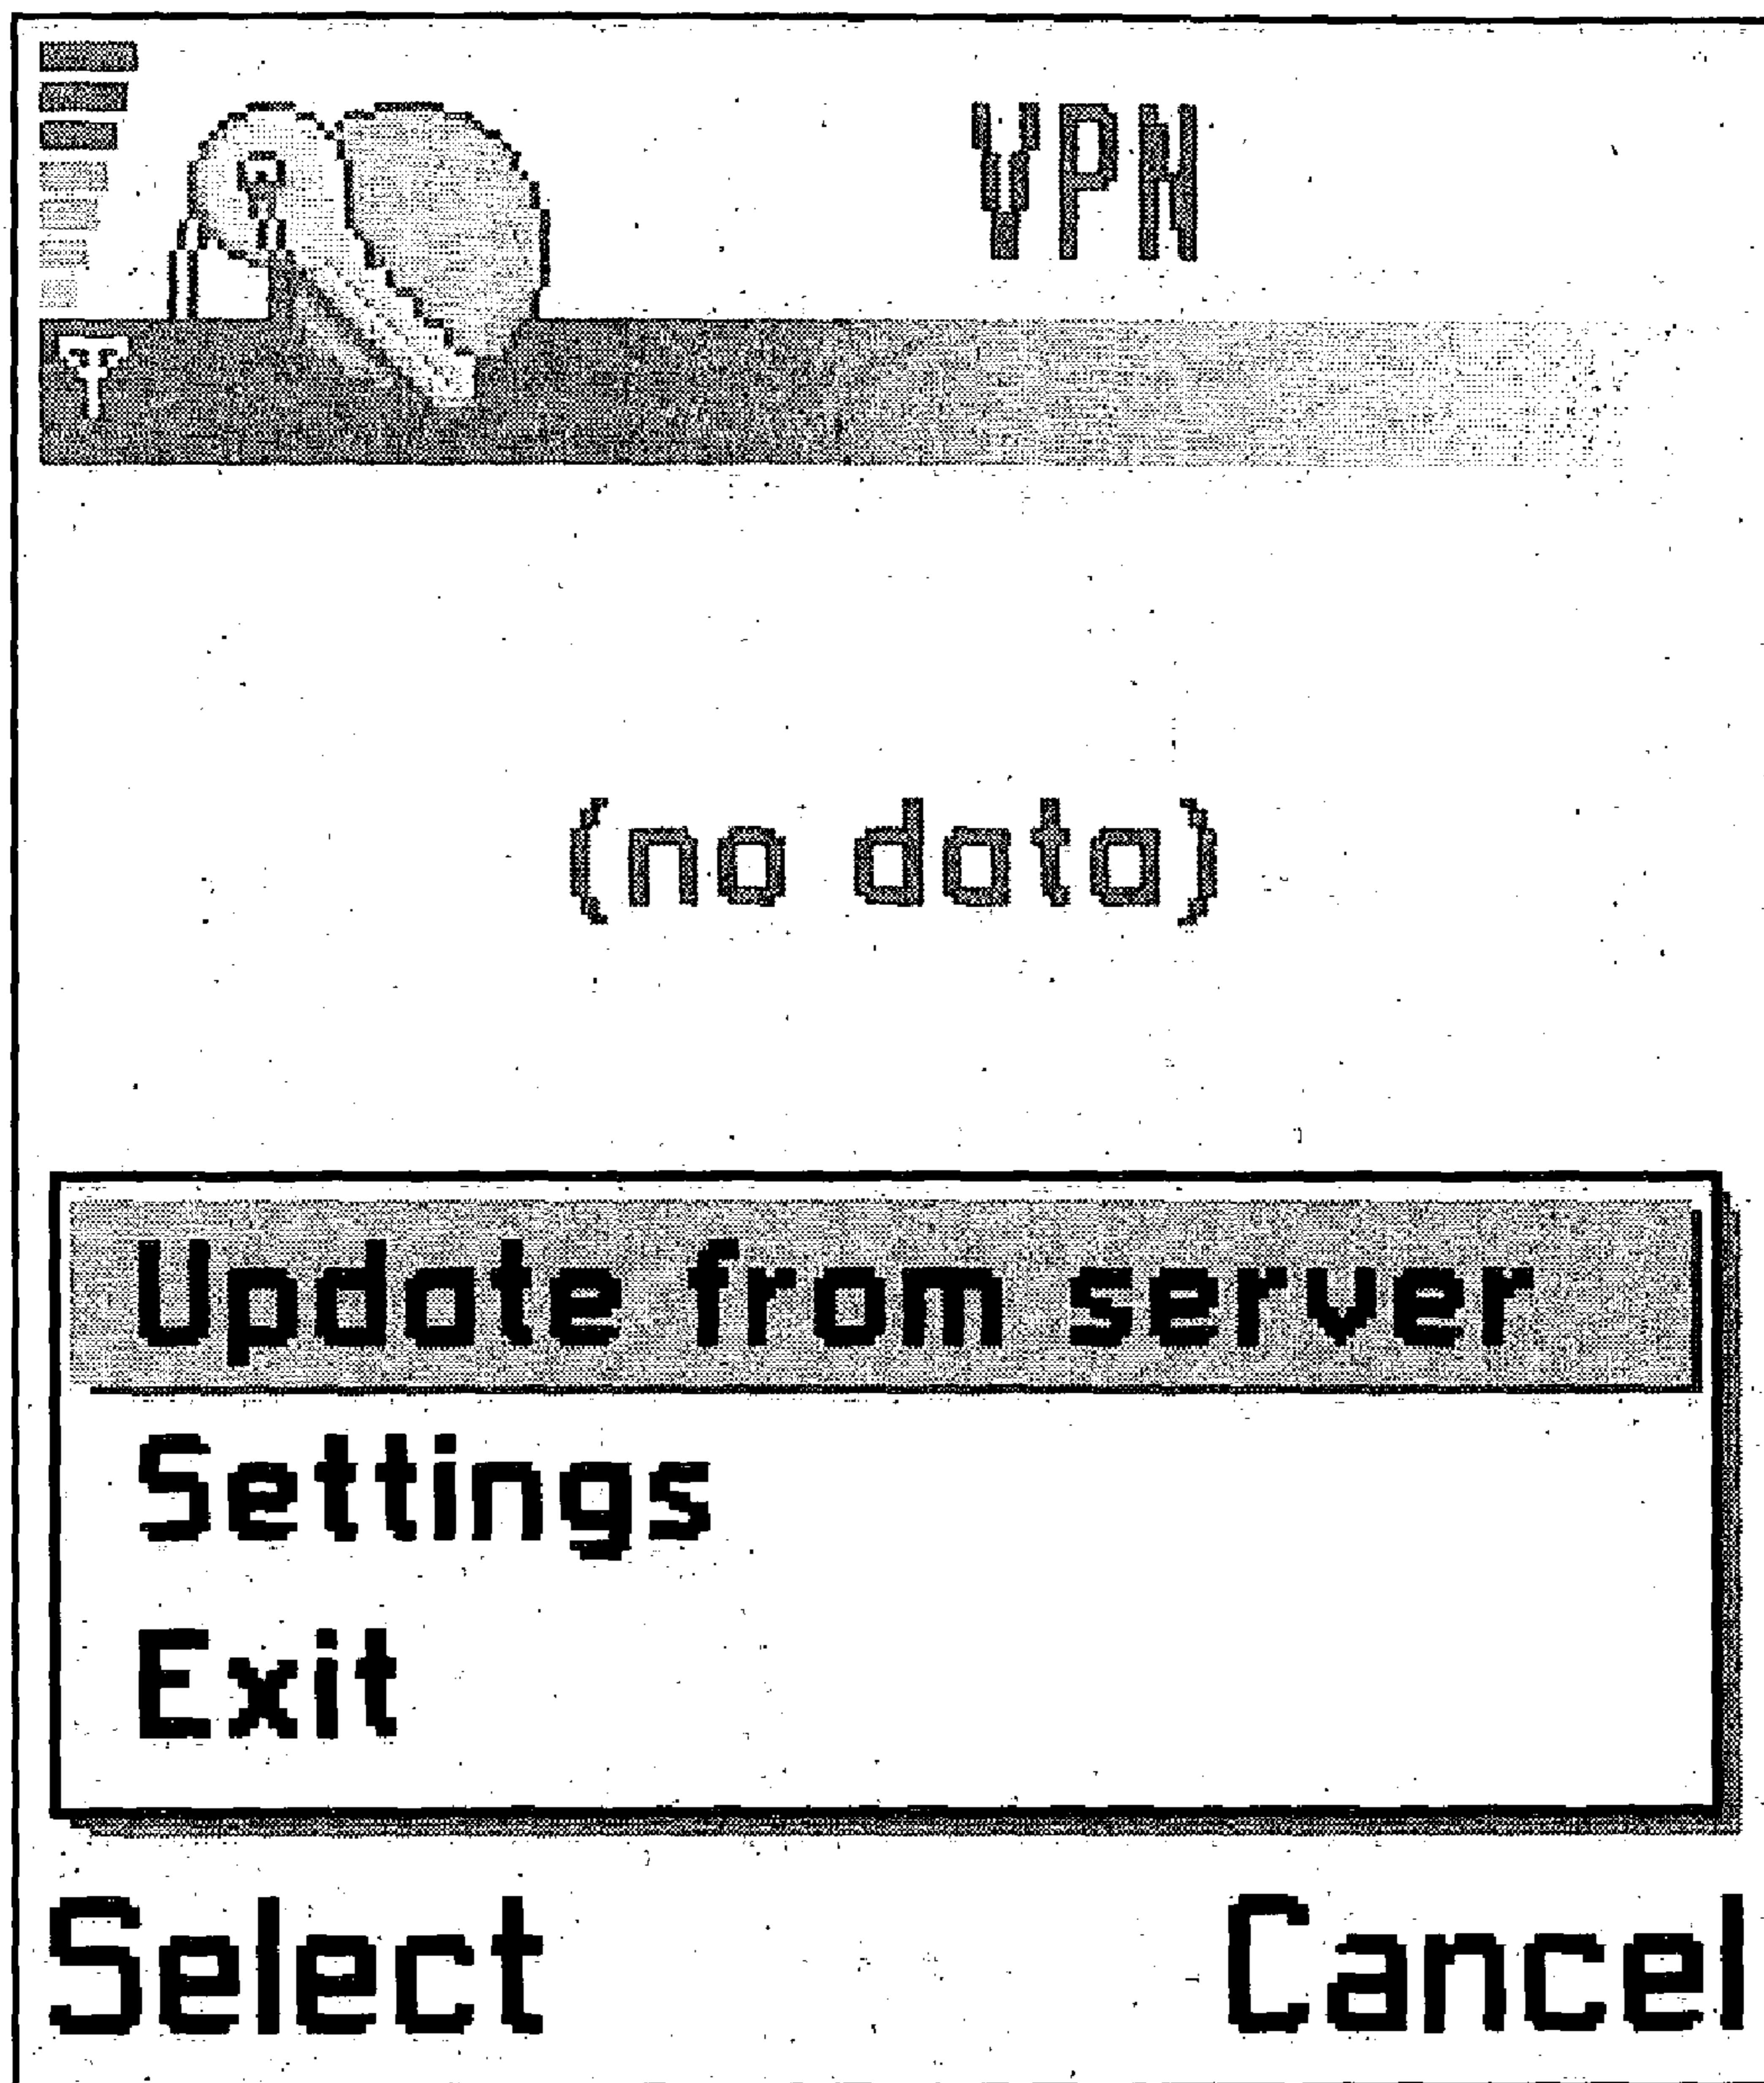 VPN
(no data)
Update from server
Settings
Exit
Select Cancel